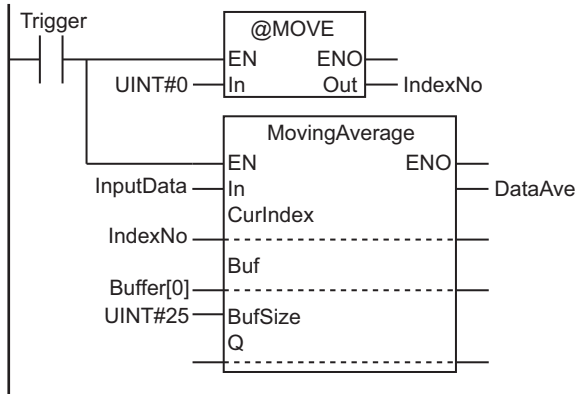 Trigger
@MOVE
EN ENO
UINT#0 In Out IndexNo
MovingAverage
EN ENO
InputData In DataAve
CurIndex
IndexNo
Buf
Buffer[0]
UINT#25 BufSize
Q